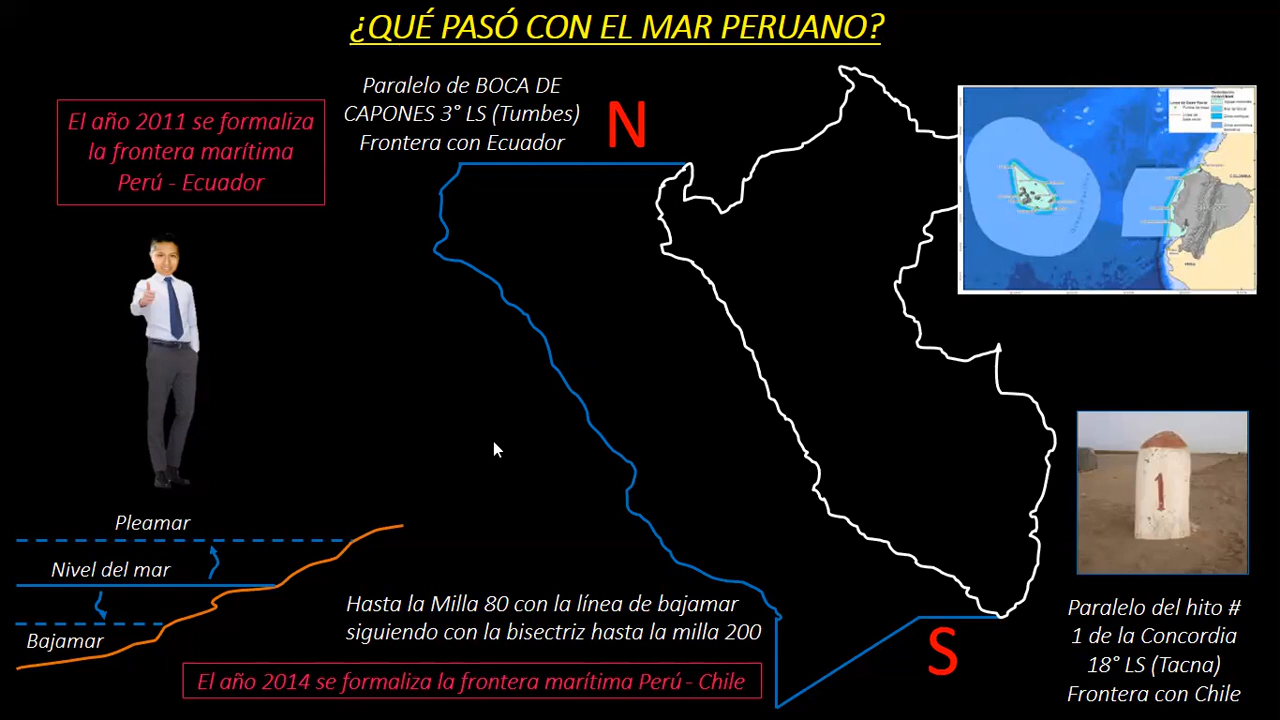 ¿QUÉ PASÓ CON EL MAR PERUANO?
Paralelo de BOCA DE
CAPONES 3° LS (Tumbes)
Frontera con Ecuador
N
El año 2011 se formaliza
la frontera marítima
Perú - Ecuador
Pleamar
Nivel del mar
Bajamar
Hasta la Milla 80 con la línea de bajamar
siguiendo con la bisectriz hasta la milla 200
El año 2014 se formaliza la frontera marítima Perú - Chile
S
1
Paralelo del hito #
1 de la Concordia
18° LS (Tacna)
Frontera con Chile
COLOMBIA